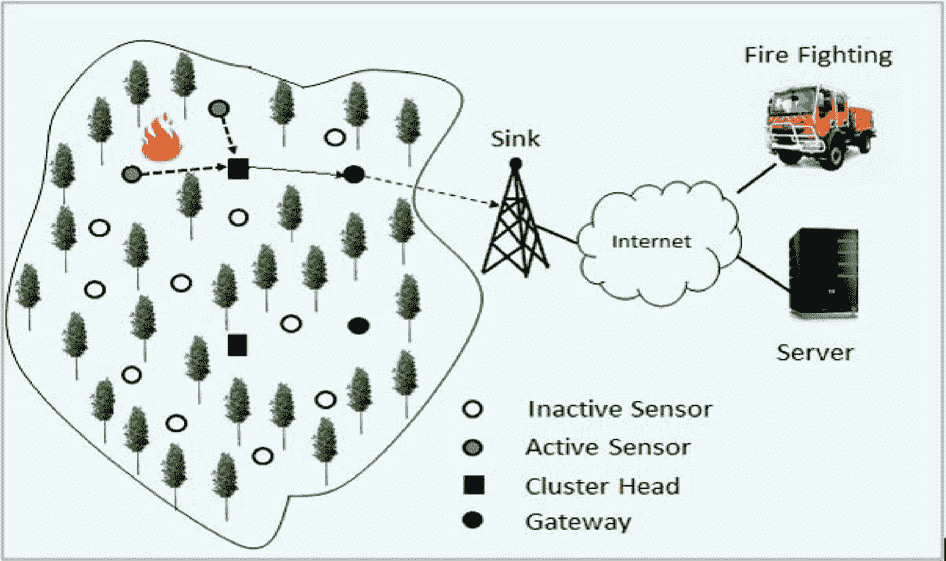 Fire Fighting
Sink
Internet
Server
Inactive Sensor
Active Sensor
Cluster Head
Gateway